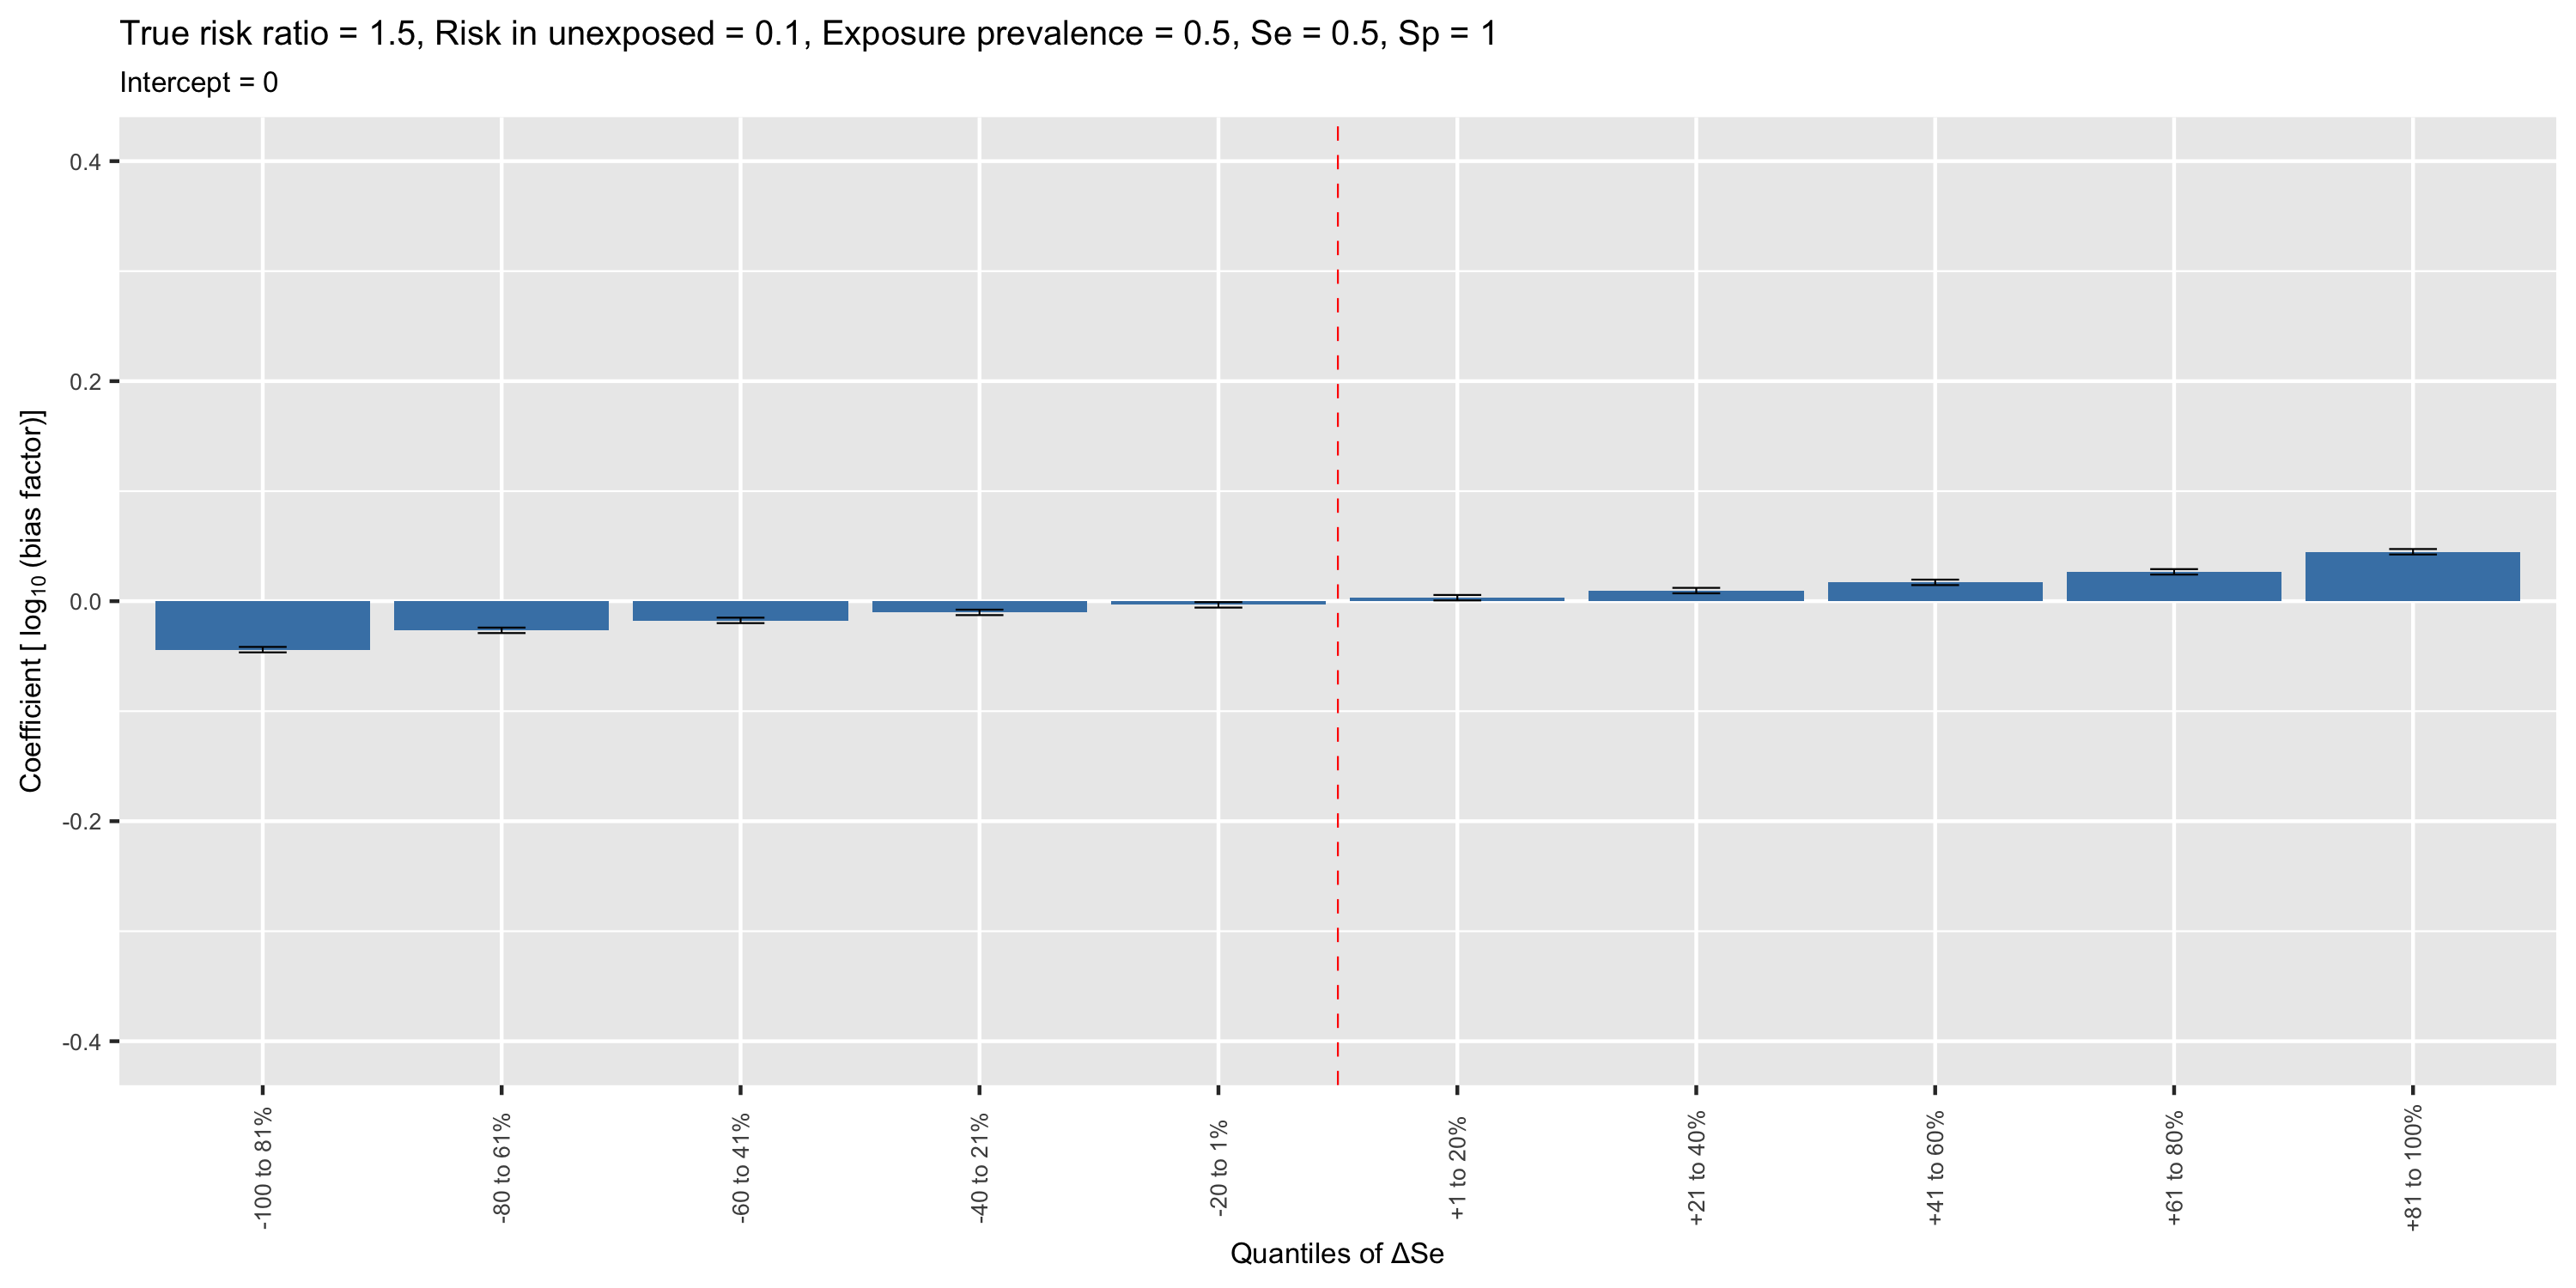 True risk ratio = 1.5, Risk in unexposed = 0.1, Exposure prevalence = 0.5, Se = 0.5, Sp = 1
Intercept = 0
Coefficient [ log₁₀ (bias factor)]
0.4
0.2
0.0
-0.2
-0.4
-100 to 81%
-80 to 61%
-60 to 41%
-40 to 21%
-20 to 1%
+1 to 20%
+21 to 40%
+41 to 60%
+61 to 80%
+81 to 100%
Quantiles of ΔSe